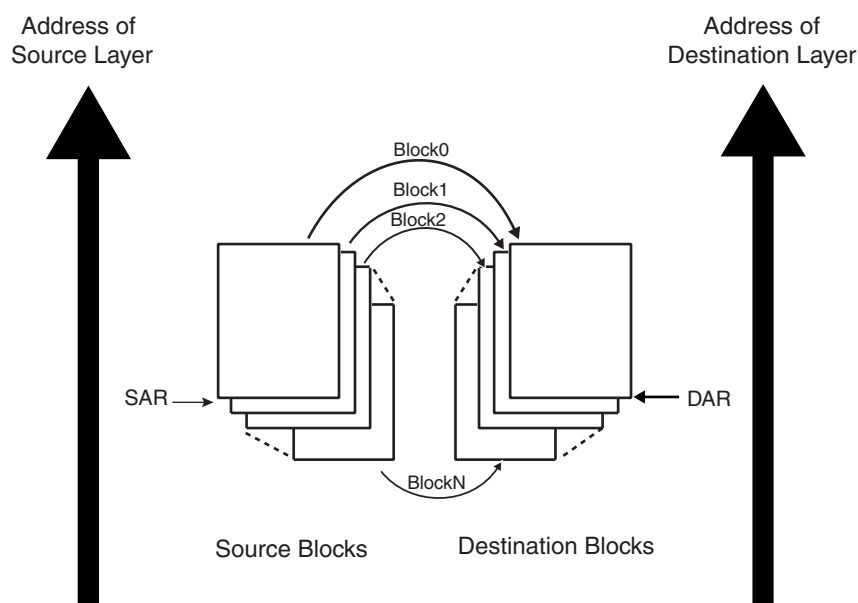 Address of
Source Layer
Address of
Destination Layer
Block0
Block1
Block2
SAR
DAR
BlockN
Source Blocks
Destination Blocks